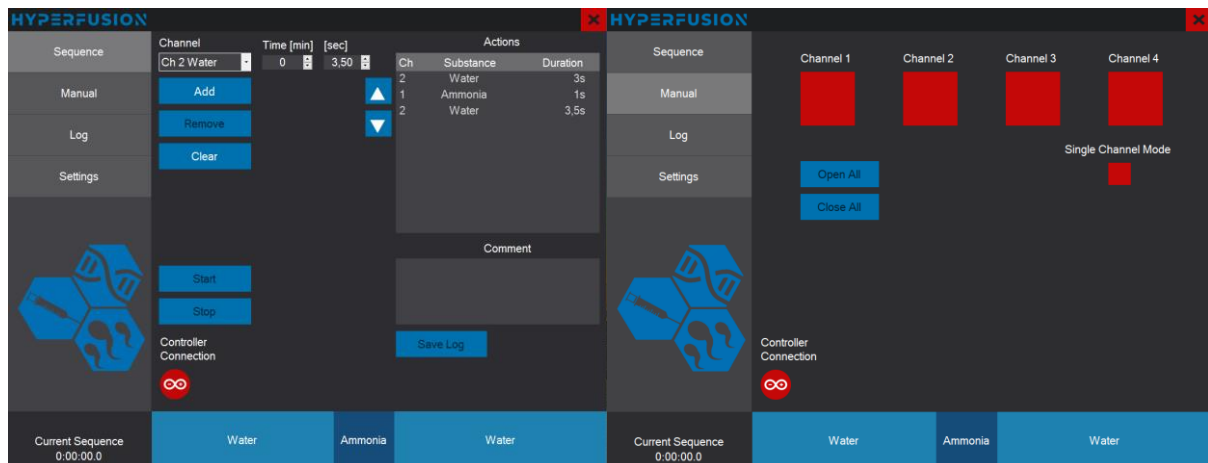 HYPERFUSION
Sequence
Manual
Log
Settings
Channel Time [min] [sec]
Ch 2 Water 0 3,50
Add
Remove
Clear
Start
Stop
Controller
Connection
Actions
Ch Substance Duration
2 Water 3s
1 Ammonia 1s
2 Water 3,5s
Comment
Save Log
Current Sequence
0:00:00.0
Water Ammonia Water
HYPERFUSION
Sequence
Manual
Log
Settings
Channel 1 Channel 2 Channel 3 Channel 4
Single Channel Mode
Open All
Close All
Controller
Connection
Current Sequence
0:00:00.0
Water Ammonia Water